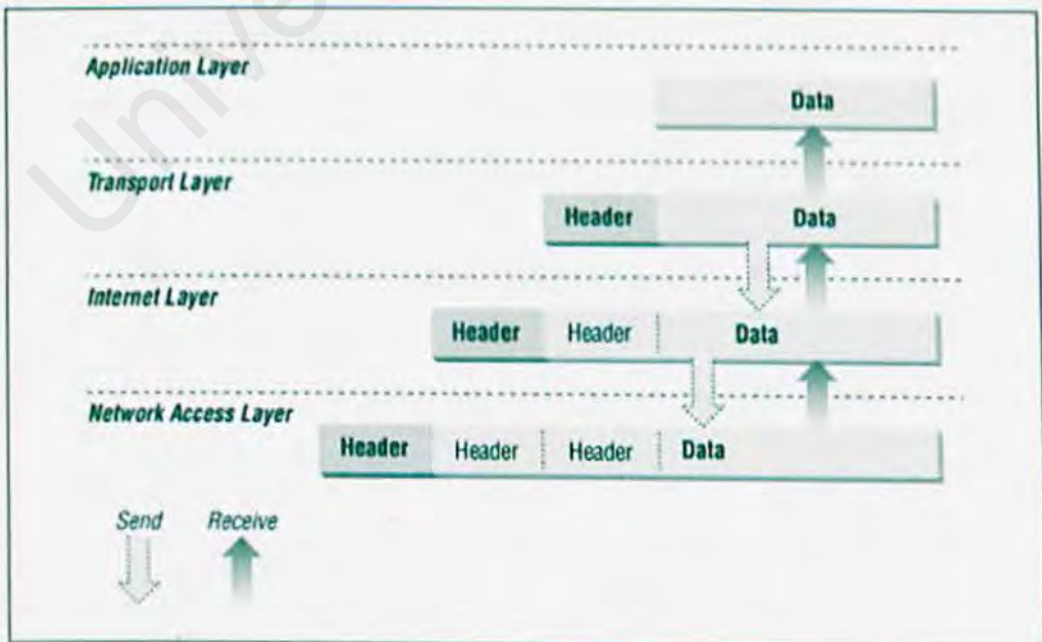 Application Layer
Data
Transport Layer
Header Data
Internet Layer
Header Header Data
Network Access Layer
Header Header Header Data
Send Receive